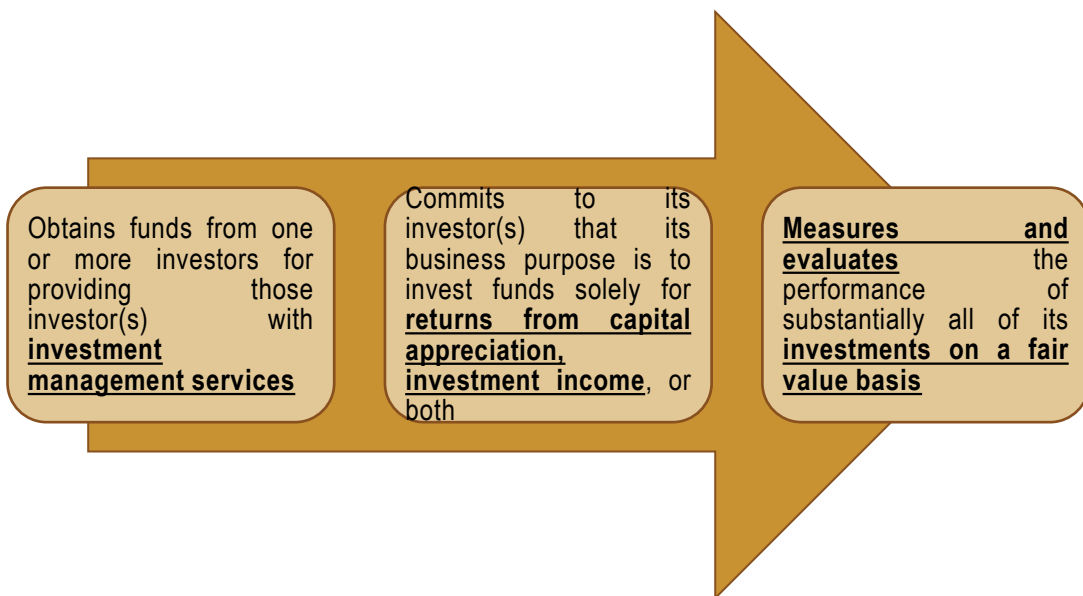 Obtains funds from one
or more investors for
providing those
investor(s) with
investment
management services
Commits to its
investor(s) that its
business purpose is to
invest funds solely for
returns from capital
appreciation,
investment income, or
both
Measures and
evaluates the
performance of
substantially all of its
investments on a fair
value basis